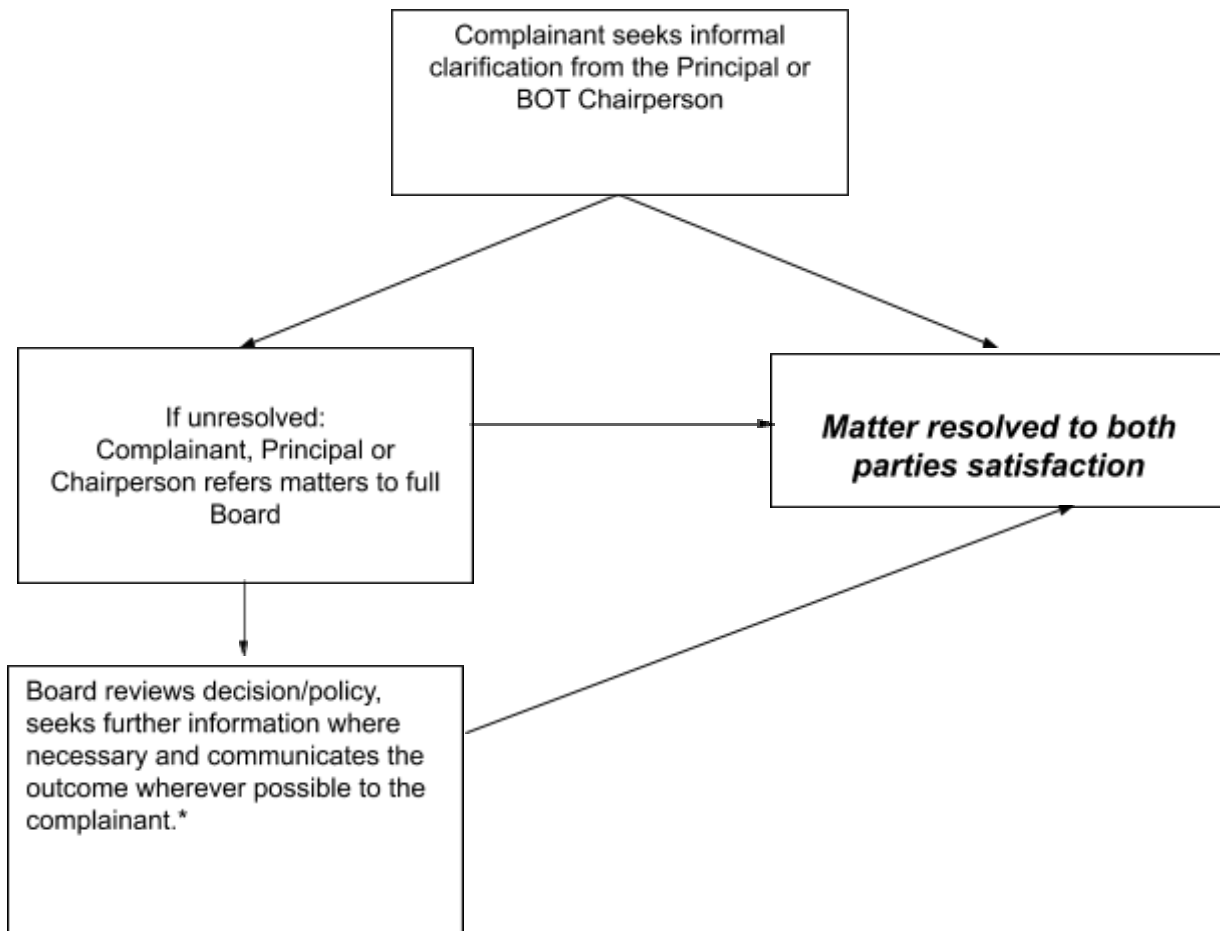 Complainant seeks informal
clarification from the Principal or
BOT Chairperson
If unresolved:
Complainant, Principal or
Chairperson refers matters to full
Board
Matter resolved to both
parties satisfaction
Board reviews decision/policy,
seeks further information where
necessary and communicates the
outcome wherever possible to the
complainant.*